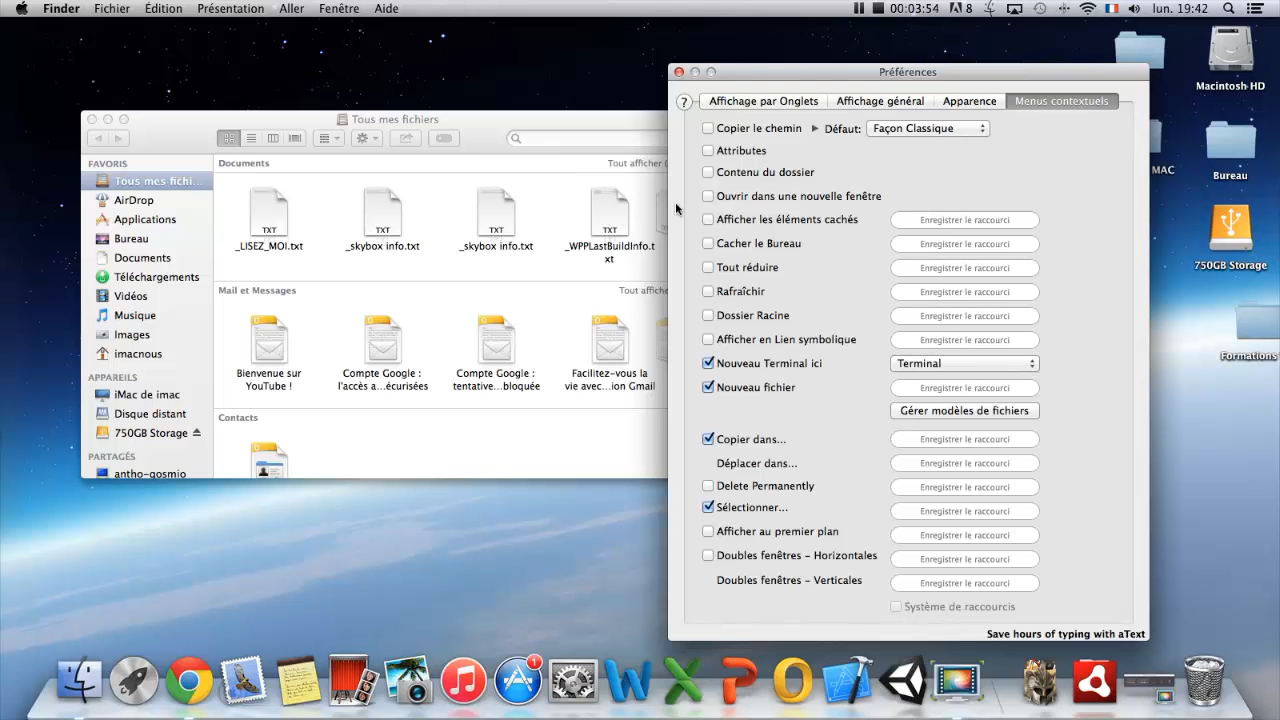 Finder Fichier Édition Présentation Aller Fenêtre Aide 00:03:54 8 lun. 19:42
Macintosh HD
MAC
Bureau
750GB Storage
Formations
Tous mes fichiers
FAVORIS
Tous mes fichi...
AirDrop
Applications
Bureau
Documents
Téléchargements
Vidéos
Musique
Images
imacnous
APPAREILS
iMac de imac
Disque distant
750GB Storage
PARTAGÉS
antho-qosmio
Documents Tout afficher (
TXT TXT TXT TXT
_LISEZ_MOI.txt _skybox info.txt _skybox info.txt _WPPLastBuildInfo.t
xt
Mail et Messages Tout affiche
Bienvenue sur Compte Google : Compte Google : Facilitez-vous la
YouTube ! l'accès a...écurisées tentative...bloquée vie avec...ion Gmail
Contacts
Préférences
? Affichage par Onglets Affichage général Apparence Menus contextuels
Copier le chemin Défaut: Façon Classique
Attributes
Contenu du dossier
Ouvrir dans une nouvelle fenêtre
Afficher les éléments cachés Enregistrer le raccourci
Cacher le Bureau Enregistrer le raccourci
Tout réduire Enregistrer le raccourci
Rafraîchir Enregistrer le raccourci
Dossier Racine Enregistrer le raccourci
Afficher en Lien symbolique Enregistrer le raccourci
Nouveau Terminal ici Terminal
Nouveau fichier Enregistrer le raccourci
Gérer modèles de fichiers
Copier dans... Enregistrer le raccourci
Déplacer dans... Enregistrer le raccourci
Delete Permanently Enregistrer le raccourci
Sélectionner... Enregistrer le raccourci
Afficher au premier plan Enregistrer le raccourci
Doubles fenêtres - Horizontales Enregistrer le raccourci
Doubles fenêtres - Verticales Enregistrer le raccourci
Système de raccourcis
Save hours of typing with aText
1